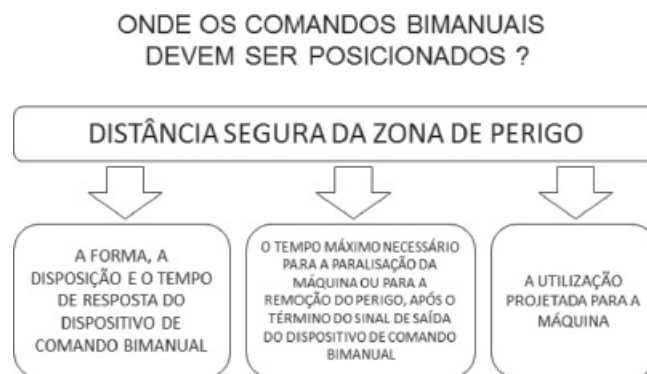 ONDE OS COMANDOS BIMANUAIS
DEVEM SER POSICIONADOS ?
DISTÂNCIA SEGURA DA ZONA DE PERIGO
A FORMA, A
DISPOSIÇÃO E O TEMPO
DE RESPOSTA DO
DISPOSITIVO DE
COMANDO BIMANUAL
O TEMPO MÁXIMO NECESSÁRIO
PARA A PARALISAÇÃO DA
MÁQUINA OU PARA A
REMOÇÃO DO PERIGO, APÓS O
TÉRMINO DO SINAL DE SAÍDA
DO DISPOSITIVO DE COMANDO
BIMANUAL
A UTILIZAÇÃO
PROJETADA PARA A
MÁQUINA